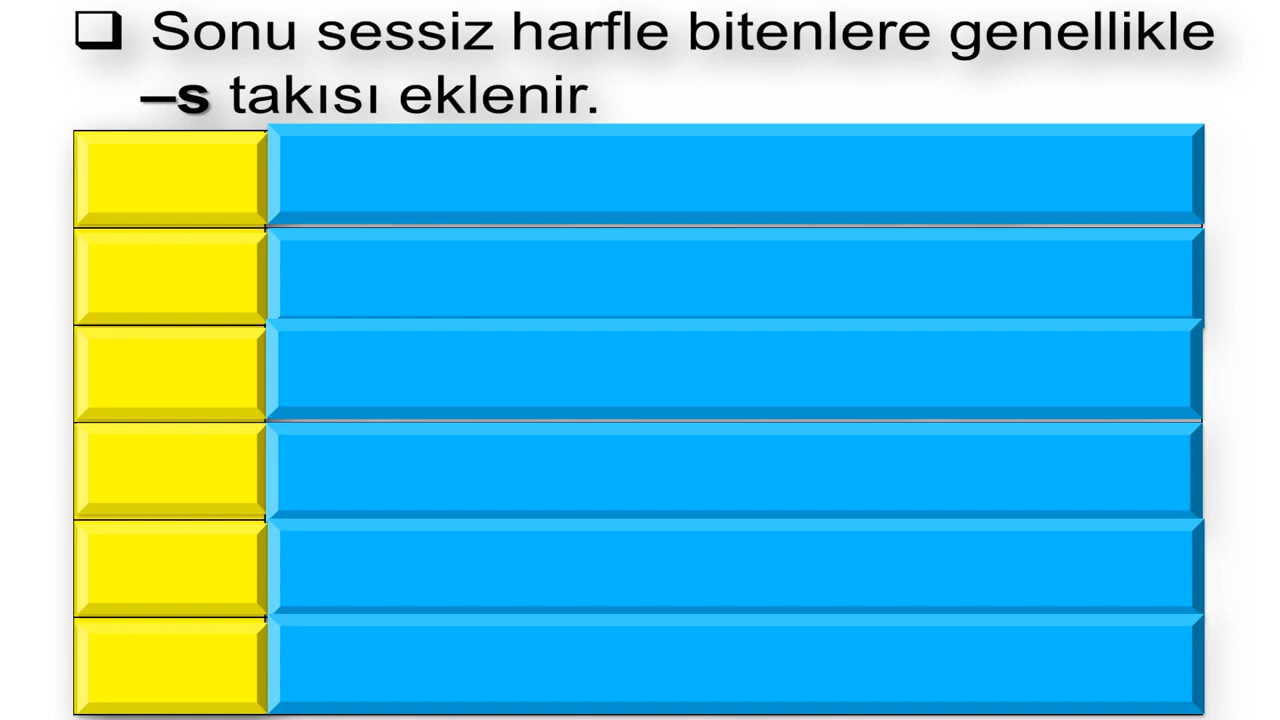 ❑ Sonu sessiz harfle bitenlere genellikle
–s takısı eklenir.